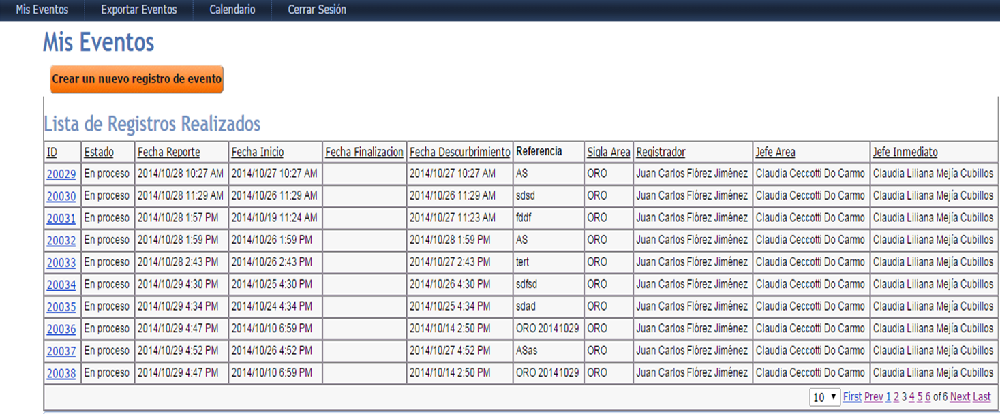 Mis Eventos Exportar Eventos Calendario Cerrar Sesión
Mis Eventos
Crear un nuevo registro de evento
Lista de Registros Realizados
ID Estado Fecha Reporte Fecha Inicio Fecha Finalizacion Fecha Descurbrimiento Referencia Sigla Area Registrador Jefe Area Jefe Inmediato
20029 En proceso 2014/10/28 10:27 AM 2014/10/27 10:27 AM 2014/10/27 10:27 AM AS ORO Juan Carlos Flórez Jiménez Claudia Ceccotti Do Carmo Claudia Liliana Mejía Cubillos
20030 En proceso 2014/10/28 11:29 AM 2014/10/26 11:29 AM 2014/10/26 11:29 AM sdsd ORO Juan Carlos Flórez Jiménez Claudia Ceccotti Do Carmo Claudia Liliana Mejía Cubillos
20031 En proceso 2014/10/28 1:57 PM 2014/10/19 11:24 AM 2014/10/27 11:23 AM fddf ORO Juan Carlos Flórez Jiménez Claudia Ceccotti Do Carmo Claudia Liliana Mejía Cubillos
20032 En proceso 2014/10/28 1:59 PM 2014/10/26 1:59 PM 2014/10/28 1:59 PM AS ORO Juan Carlos Flórez Jiménez Claudia Ceccotti Do Carmo Claudia Liliana Mejía Cubillos
20033 En proceso 2014/10/28 2:43 PM 2014/10/26 2:43 PM 2014/10/27 2:43 PM tert ORO Juan Carlos Flórez Jiménez Claudia Ceccotti Do Carmo Claudia Liliana Mejía Cubillos
20034 En proceso 2014/10/29 4:30 PM 2014/10/25 4:30 PM 2014/10/26 4:30 PM sdfsd ORO Juan Carlos Flórez Jiménez Claudia Ceccotti Do Carmo Claudia Liliana Mejía Cubillos
20035 En proceso 2014/10/29 4:34 PM 2014/10/24 4:34 PM 2014/10/25 4:34 PM sdad ORO Juan Carlos Flórez Jiménez Claudia Ceccotti Do Carmo Claudia Liliana Mejía Cubillos
20036 En proceso 2014/10/29 4:47 PM 2014/10/10 6:59 PM 2014/10/14 2:50 PM ORO 20141029 ORO Juan Carlos Flórez Jiménez Claudia Ceccotti Do Carmo Claudia Liliana Mejía Cubillos
20037 En proceso 2014/10/29 4:52 PM 2014/10/26 4:52 PM 2014/10/27 4:52 PM ASas ORO Juan Carlos Flórez Jiménez Claudia Ceccotti Do Carmo Claudia Liliana Mejía Cubillos
20038 En proceso 2014/10/29 4:47 PM 2014/10/10 6:59 PM 2014/10/14 2:50 PM ORO 20141029 ORO Juan Carlos Flórez Jiménez Claudia Ceccotti Do Carmo Claudia Liliana Mejía Cubillos
10 First Prev 1 2 3 4 5 6 of 6 Next Last